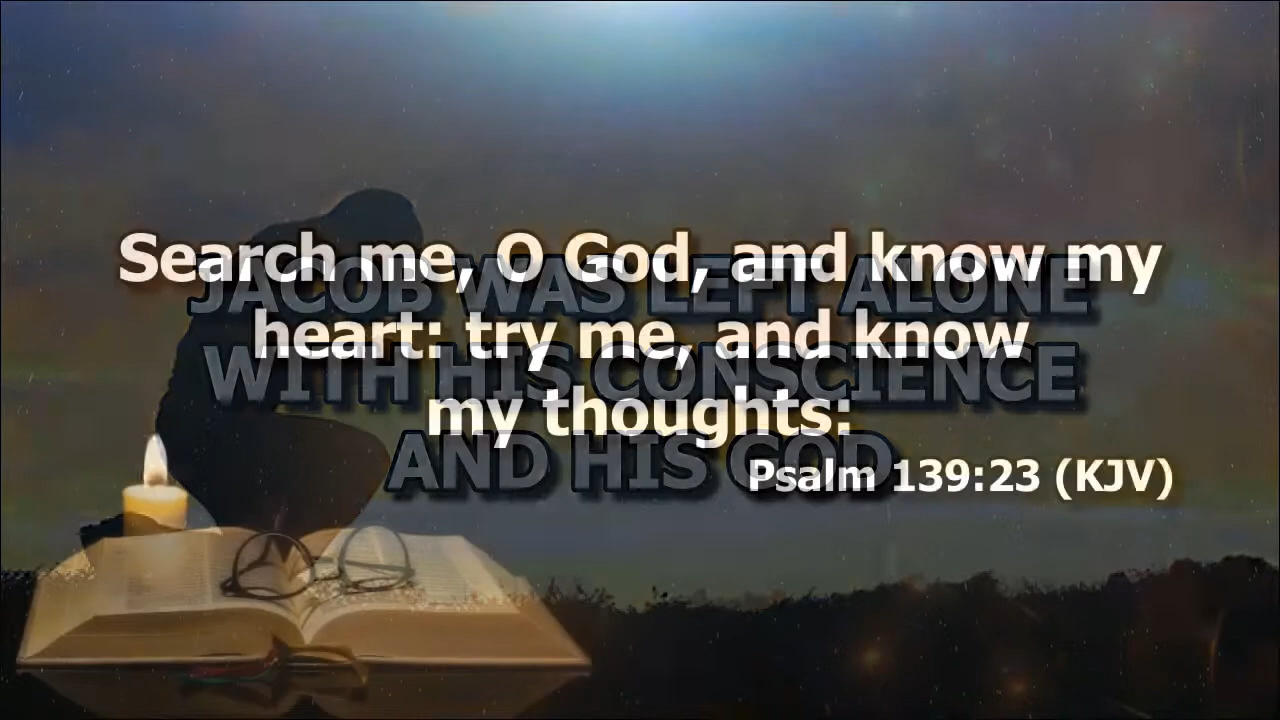 Search me, O God, and know my
heart: try me, and know
my thoughts:
Psalm 139:23 (KJV)
JACOB WAS LEFT ALONE
WITH HIS CONSCIENCE
AND HIS GOD